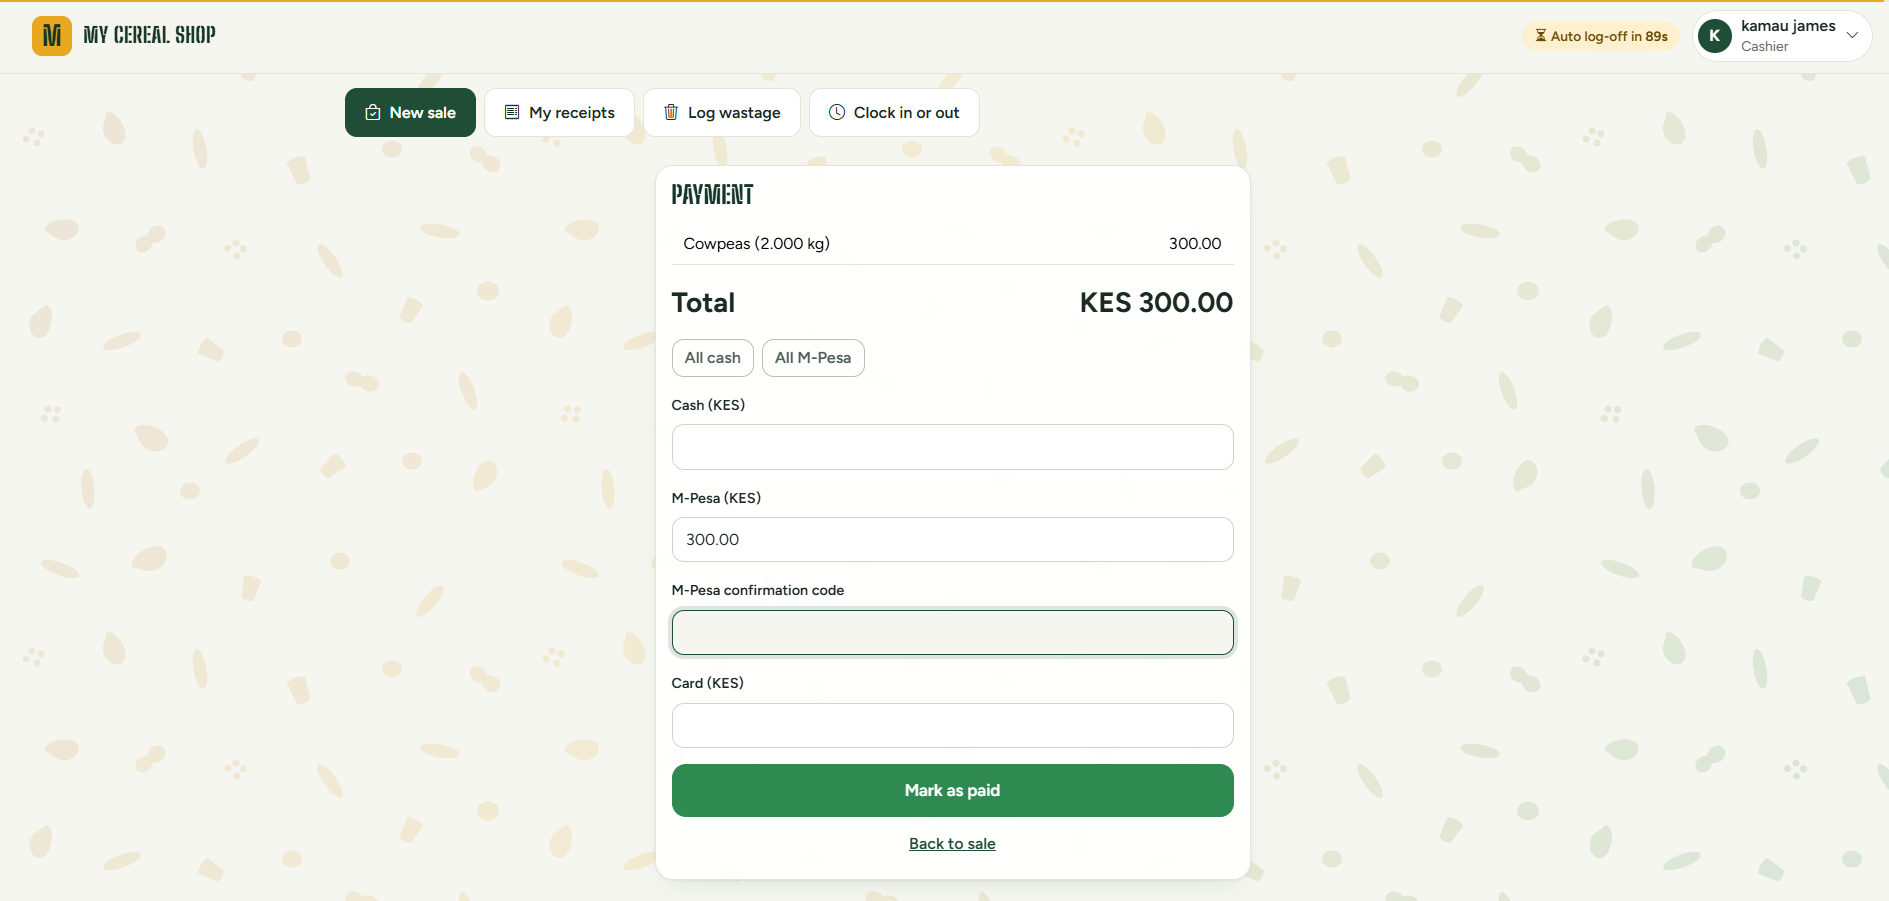 M MY CEREAL SHOP
Auto log-off in 89s
K kamau james
Cashier
New sale
My receipts
Log wastage
Clock in or out
PAYMENT
Cowpeas (2.000 kg) 300.00
Total KES 300.00
All cash
All M-Pesa
Cash (KES)
M-Pesa (KES)
300.00
M-Pesa confirmation code
Card (KES)
Mark as paid
Back to sale